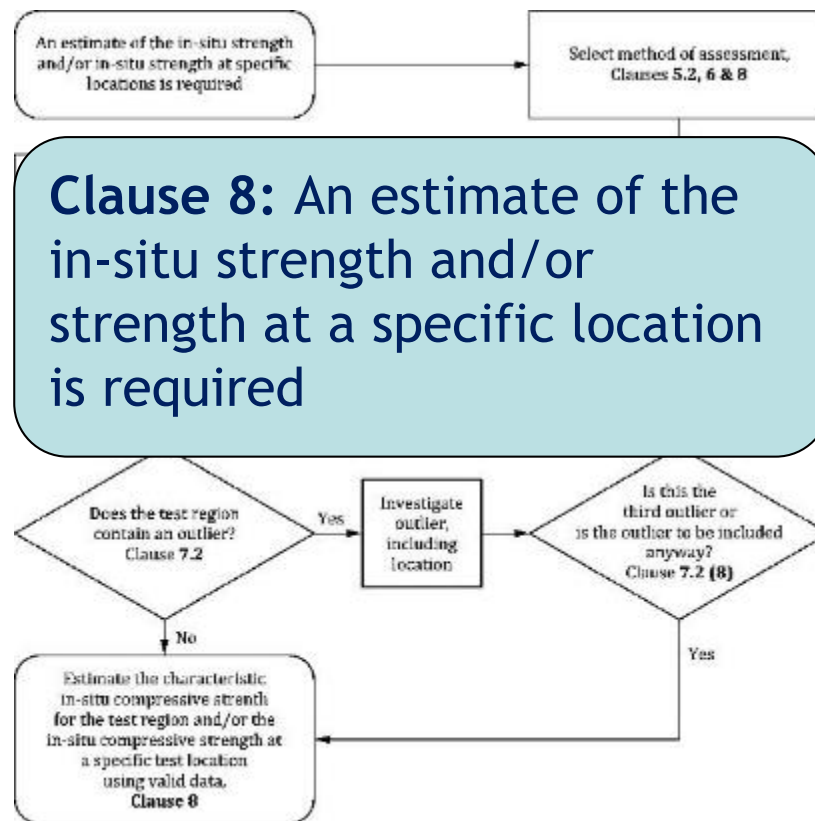 An estimate of the in-situ strength
and/or in-situ strength at specific
locations is required
Select method of assessment,
Clauses 5.2, 6 & 8
Clause 8: An estimate of the
in-situ strength and/or
strength at a specific location
is required
Does the test region
contain an outlier?
Clause 7.2
Yes
Investigate
outlier,
including
location
Is this the
third outlier or
is the outlier to be included
anyway?
Clause 7.2 (8)
No
Yes
Estimate the characteristic
in-situ compressive strenth
for the test region and/or the
in-situ compressive strength at
a specific test location
using valid data,
Clause 8